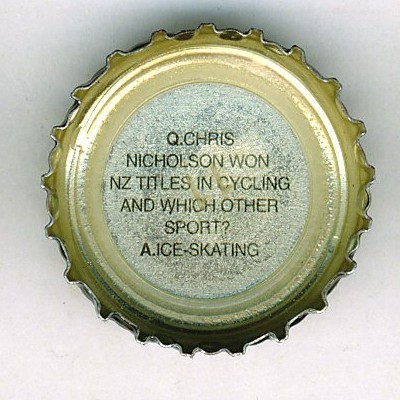 Q.CHRIS
NICHOLSON WON
NZ TITLES IN CYCLING
AND WHICH OTHER
SPORT?
A.ICE-SKATING